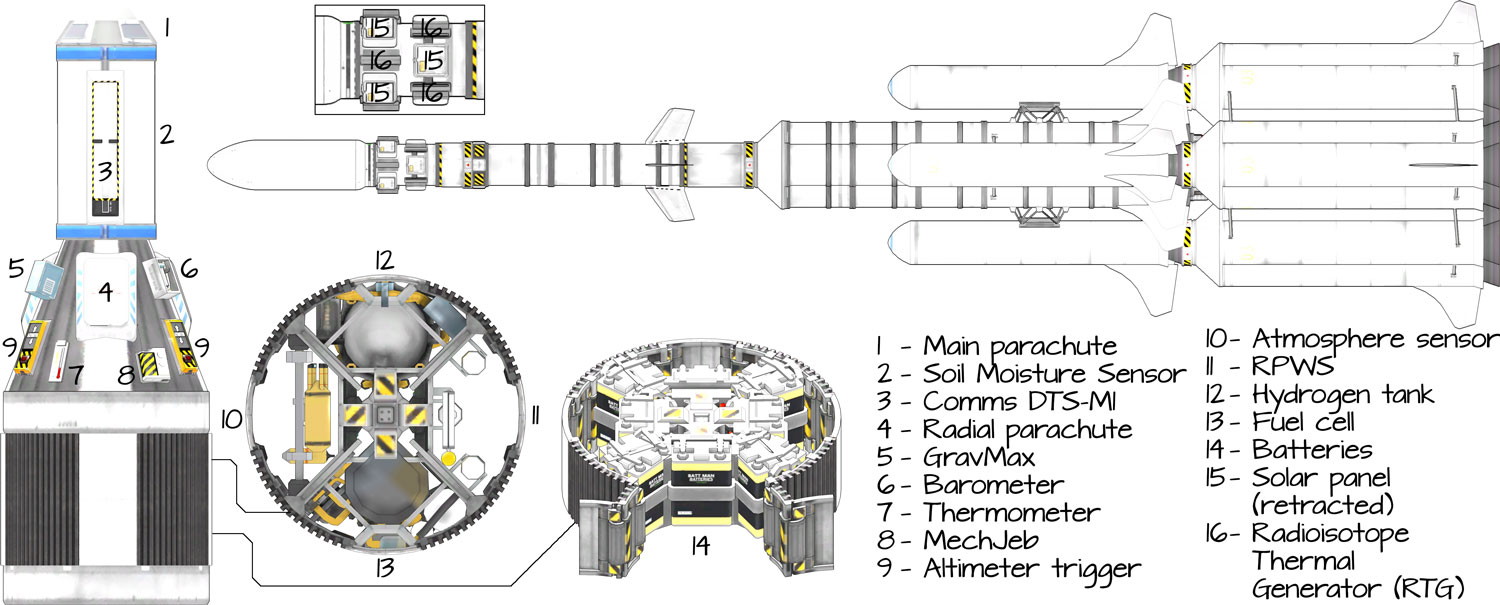 1
2
3
4
5
6
7
8
9
9
15
16
16
15
15
16
12
10
11
13
BATT MAN
BATTERIES
14
1 - Main parachute
2 - Soil Moisture Sensor
3 - Comms DTS-M1
4 - Radial parachute
5 - GravMax
6 - Barometer
7 - Thermometer
8 - MechJeb
9 - Altimeter trigger
10 - Atmosphere sensor
11 - RPWS
12 - Hydrogen tank
13 - Fuel cell
14 - Batteries
15 - Solar panel
(retracted)
16 - Radioisotope
Thermal
Generator (RTG)